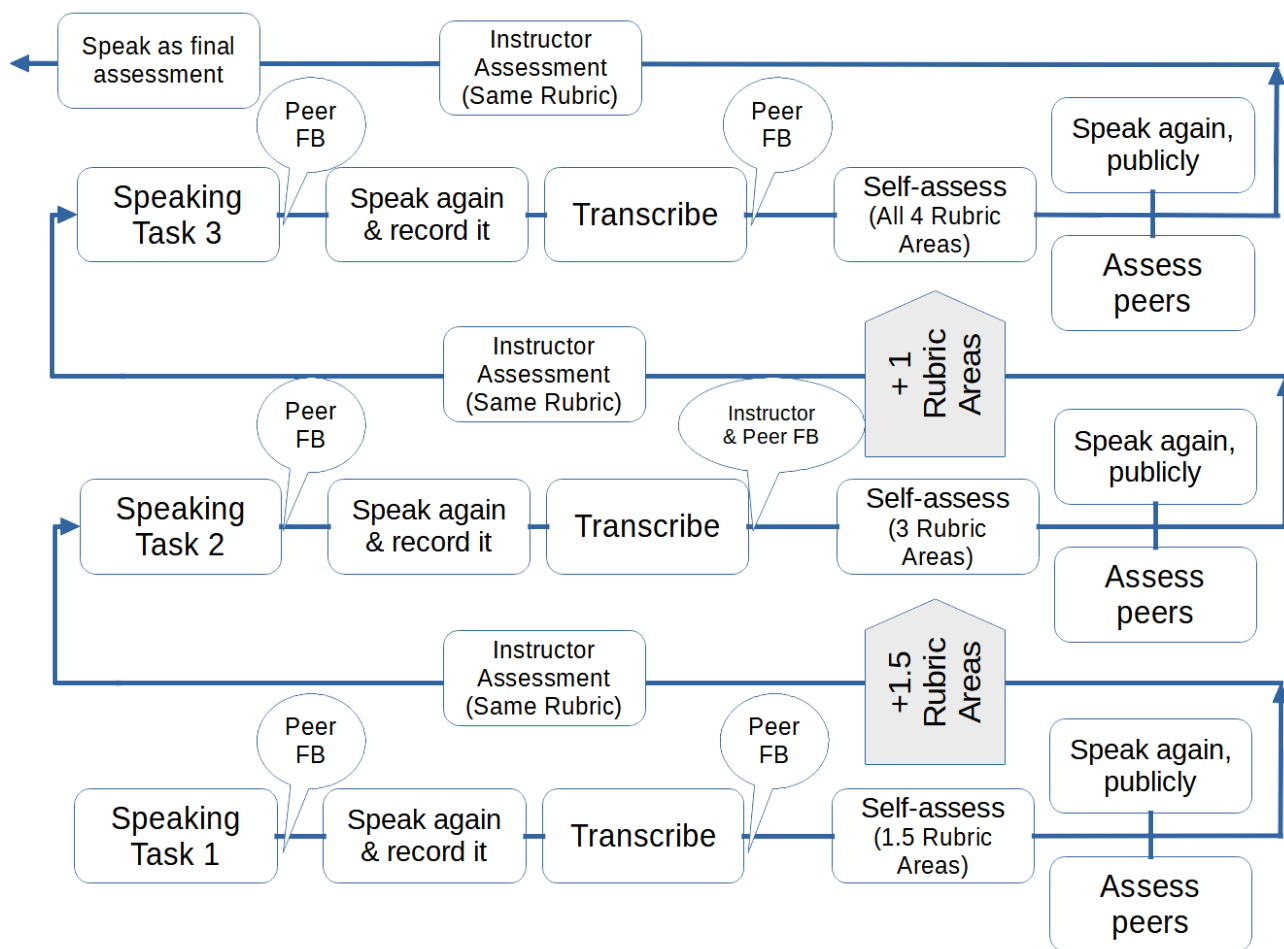 Speak as final
assessment
Instructor
Assessment
(Same Rubric)
Peer
FB
Peer
FB
Speak again,
publicly
Speaking
Task 3
Speak again
& record it
Transcribe
Self-assess
(All 4 Rubric
Areas)
Assess
peers
+ 1
Rubric
Areas
Instructor
Assessment
(Same Rubric)
Peer
FB
Instructor
& Peer FB
Speak again,
publicly
Speaking
Task 2
Speak again
& record it
Transcribe
Self-assess
(3 Rubric
Areas)
Assess
peers
+1.5
Rubric
Areas
Instructor
Assessment
(Same Rubric)
Peer
FB
Peer
FB
Speak again,
publicly
Speaking
Task 1
Speak again
& record it
Transcribe
Self-assess
(1.5 Rubric
Areas)
Assess
peers